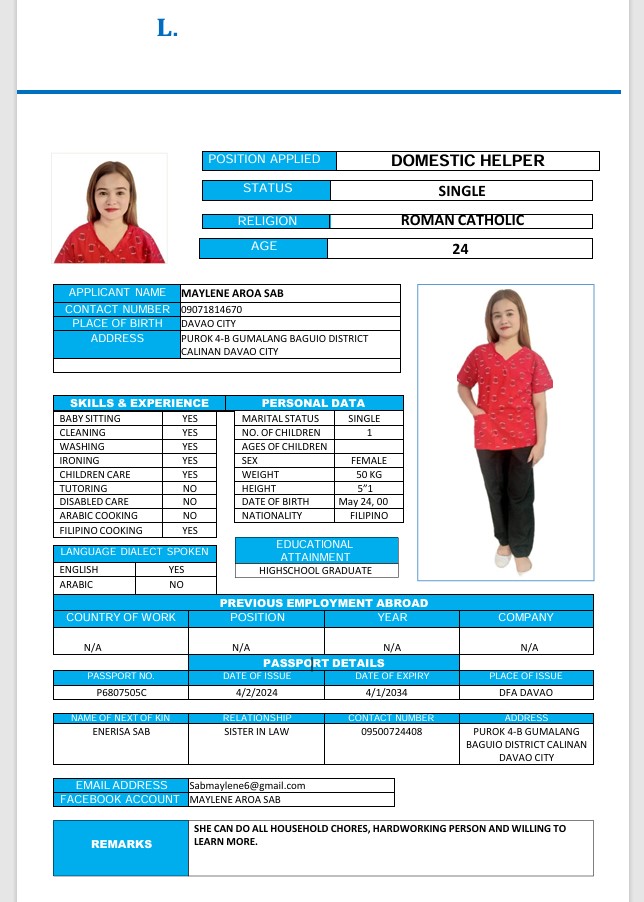 L.
POSITION APPLIED DOMESTIC HELPER
STATUS SINGLE
RELIGION ROMAN CATHOLIC
AGE 24
APPLICANT NAME MAYLENE AROA SAB
CONTACT NUMBER 09071814670
PLACE OF BIRTH DAVAO CITY
ADDRESS PUROK 4-B GUMALANG BAGUIO DISTRICT
CALINAN DAVAO CITY
SKILLS & EXPERIENCE PERSONAL DATA
BABY SITTING YES MARITAL STATUS SINGLE
CLEANING YES NO. OF CHILDREN 1
WASHING YES AGES OF CHILDREN
IRONING YES SEX FEMALE
CHILDREN CARE YES WEIGHT 50 KG
TUTORING NO HEIGHT 5"1
DISABLED CARE NO DATE OF BIRTH May 24, 00
ARABIC COOKING NO NATIONALITY FILIPINO
FILIPINO COOKING YES
LANGUAGE DIALECT SPOKEN
ENGLISH YES
ARABIC NO
EDUCATIONAL
ATTAINMENT
HIGHSCHOOL GRADUATE
PREVIOUS EMPLOYMENT ABROAD
COUNTRY OF WORK POSITION YEAR COMPANY
N/A N/A N/A N/A
PASSPORT DETAILS
PASSPORT NO. DATE OF ISSUE DATE OF EXPIRY PLACE OF ISSUE
P6807505C 4/2/2024 4/1/2034 DFA DAVAO
NAME OF NEXT OF KIN RELATIONSHIP CONTACT NUMBER ADDRESS
ENERISA SAB SISTER IN LAW 09500724408 PUROK 4-B GUMALANG
BAGUIO DISTRICT CALINAN
DAVAO CITY
EMAIL ADDRESS Sabmaylene6@gmail.com
FACEBOOK ACCOUNT MAYLENE AROA SAB
REMARKS
SHE CAN DO ALL HOUSEHOLD CHORES, HARDWORKING PERSON AND WILLING TO
LEARN MORE.